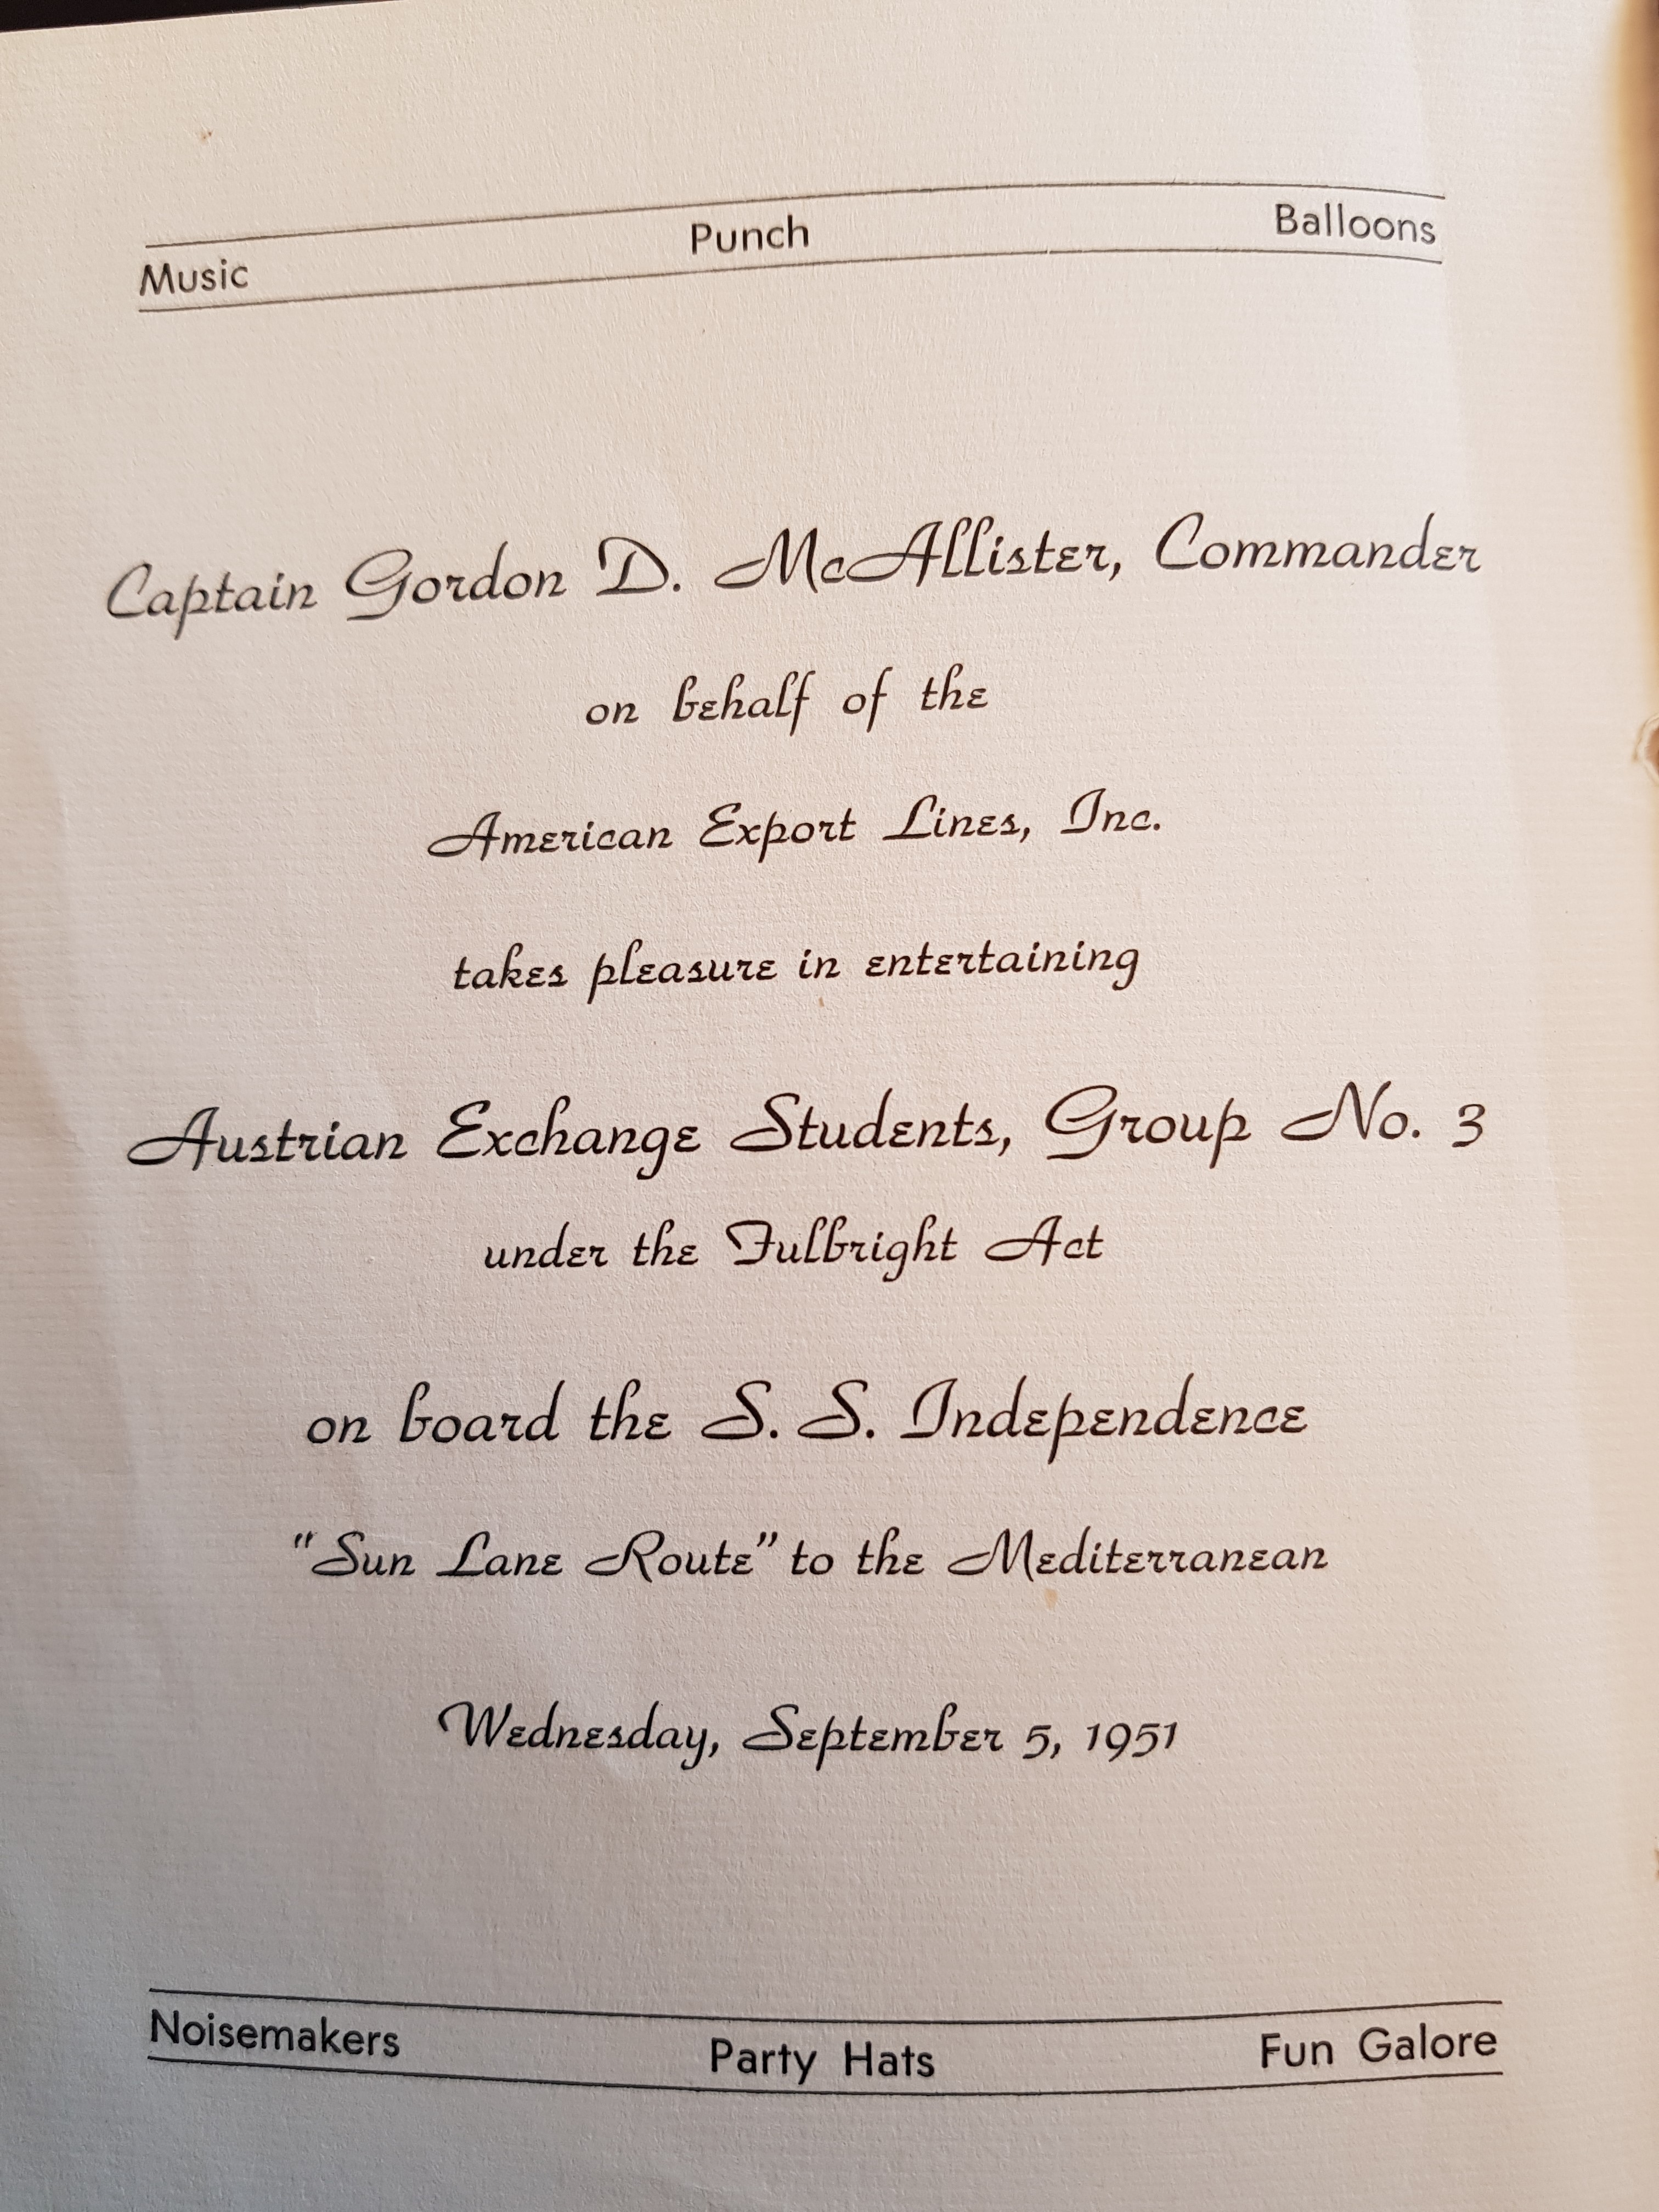 Music Punch Balloons
Captain Gordon D. McAllister, Commander
on behalf of the
American Export Lines, Inc.
takes pleasure in entertaining
Austrian Exchange Students, Group No. 3
under the Fulbright Act
on board the S. S. Independence
"Sun Lane Route" to the Mediterranean
Wednesday, September 5, 1951
Noisemakers Party Hats Fun Galore